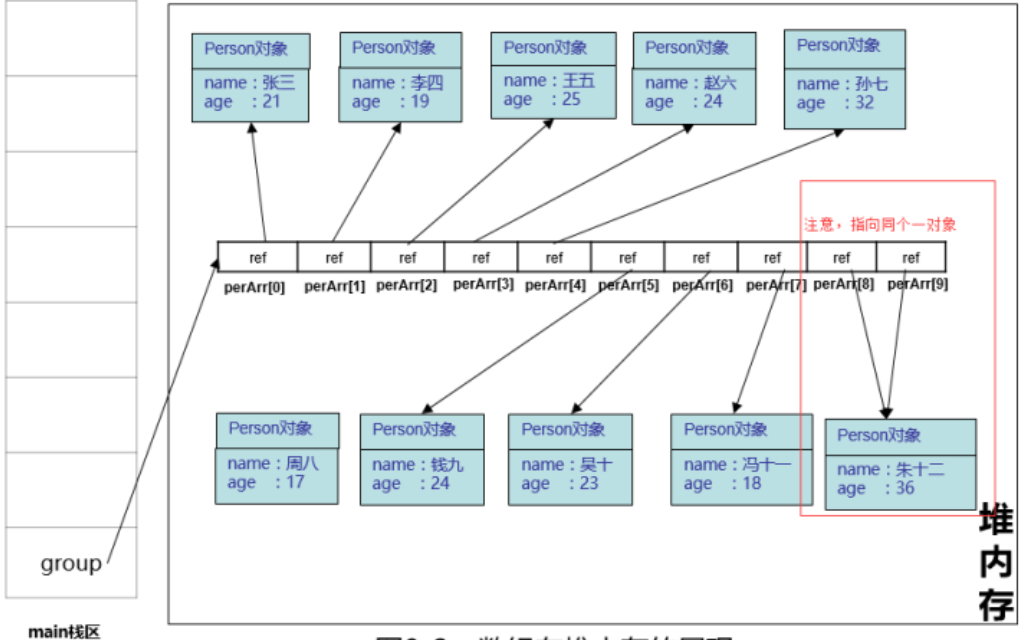 Person对象 Person对象 Person对象 Person对象 Person对象
name：张三 name：李四 name：王五 name：赵六 name：孙七
age ：21 age ：19 age ：25 age ：24 age ：32
注意，指向同个一对象
ref ref ref ref ref ref ref ref ref ref
perArr[0] perArr[1] perArr[2] perArr[3] perArr[4] perArr[5] perArr[6] perArr[7] perArr[8] perArr[9]
Person对象 Person对象 Person对象 Person对象 Person对象
name：周八 name：钱九 name：吴十 name：冯十一 name：朱十二
age ：17 age ：24 age ：23 age ：18 age ：36
group
堆内存
main栈区